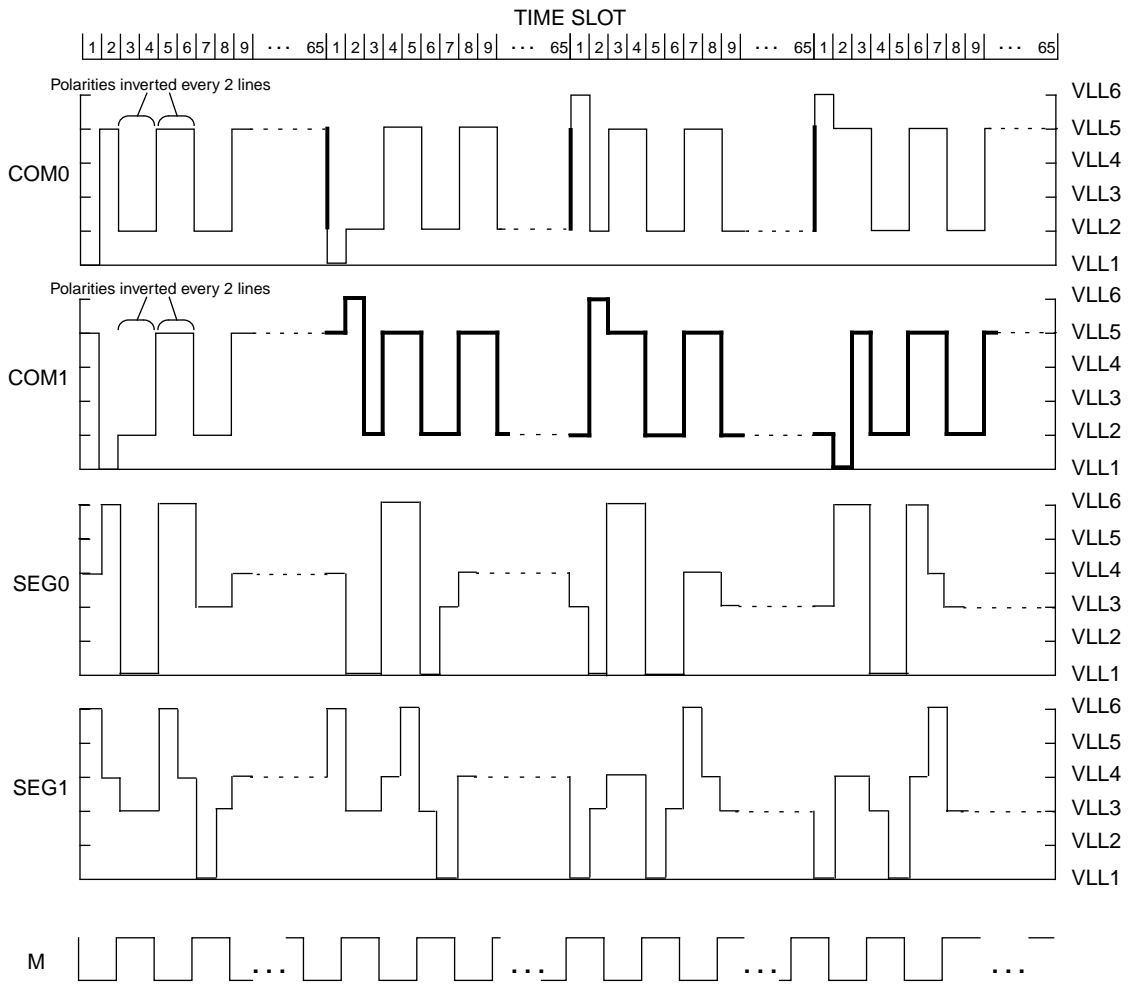 TIME SLOT
1 2 3 4 5 6 7 8 9 ··· 65 1 2 3 4 5 6 7 8 9 ··· 65 1 2 3 4 5 6 7 8 9 ··· 65 1 2 3 4 5 6 7 8 9 ··· 65
Polarities inverted every 2 lines
COM0
VLL6
VLL5
VLL4
VLL3
VLL2
VLL1
Polarities inverted every 2 lines
COM1
VLL6
VLL5
VLL4
VLL3
VLL2
VLL1
SEG0
VLL6
VLL5
VLL4
VLL3
VLL2
VLL1
SEG1
VLL6
VLL5
VLL4
VLL3
VLL2
VLL1
M ... ... ... ...